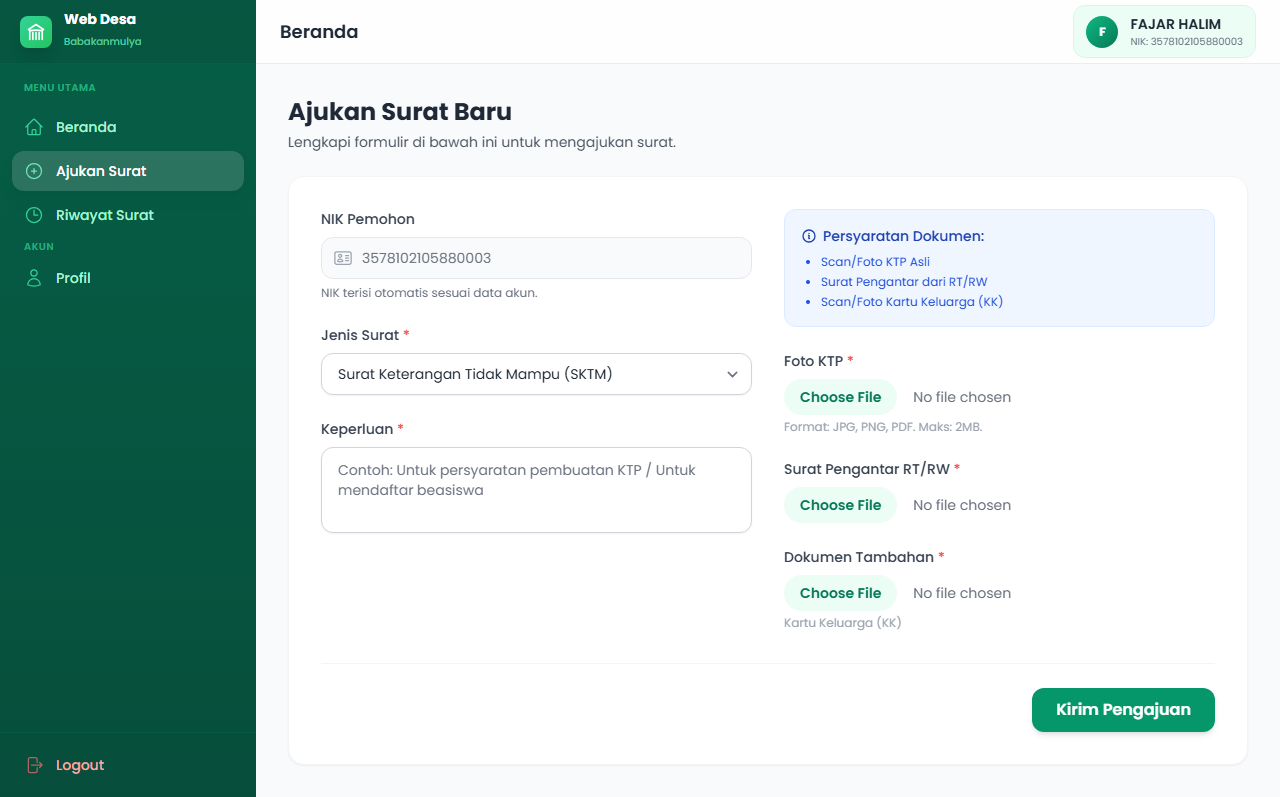 Web Desa
Babakanmulya
MENU UTAMA
Beranda
Ajukan Surat
Riwayat Surat
AKUN
Profil
Logout
Beranda
F
FAJAR HALIM
NIK: 3578102105880003
Ajukan Surat Baru
Lengkapi formulir di bawah ini untuk mengajukan surat.
NIK Pemohon
3578102105880003
NIK terisi otomatis sesuai data akun.
Jenis Surat *
Surat Keterangan Tidak Mampu (SKTM)
Keperluan *
Contoh: Untuk persyaratan pembuatan KTP / Untuk
mendaftar beasiswa
Persyaratan Dokumen:
• Scan/Foto KTP Asli
• Surat Pengantar dari RT/RW
• Scan/Foto Kartu Keluarga (KK)
Foto KTP *
Choose File No file chosen
Format: JPG, PNG, PDF. Maks: 2MB.
Surat Pengantar RT/RW *
Choose File No file chosen
Dokumen Tambahan *
Choose File No file chosen
Kartu Keluarga (KK)
Kirim Pengajuan